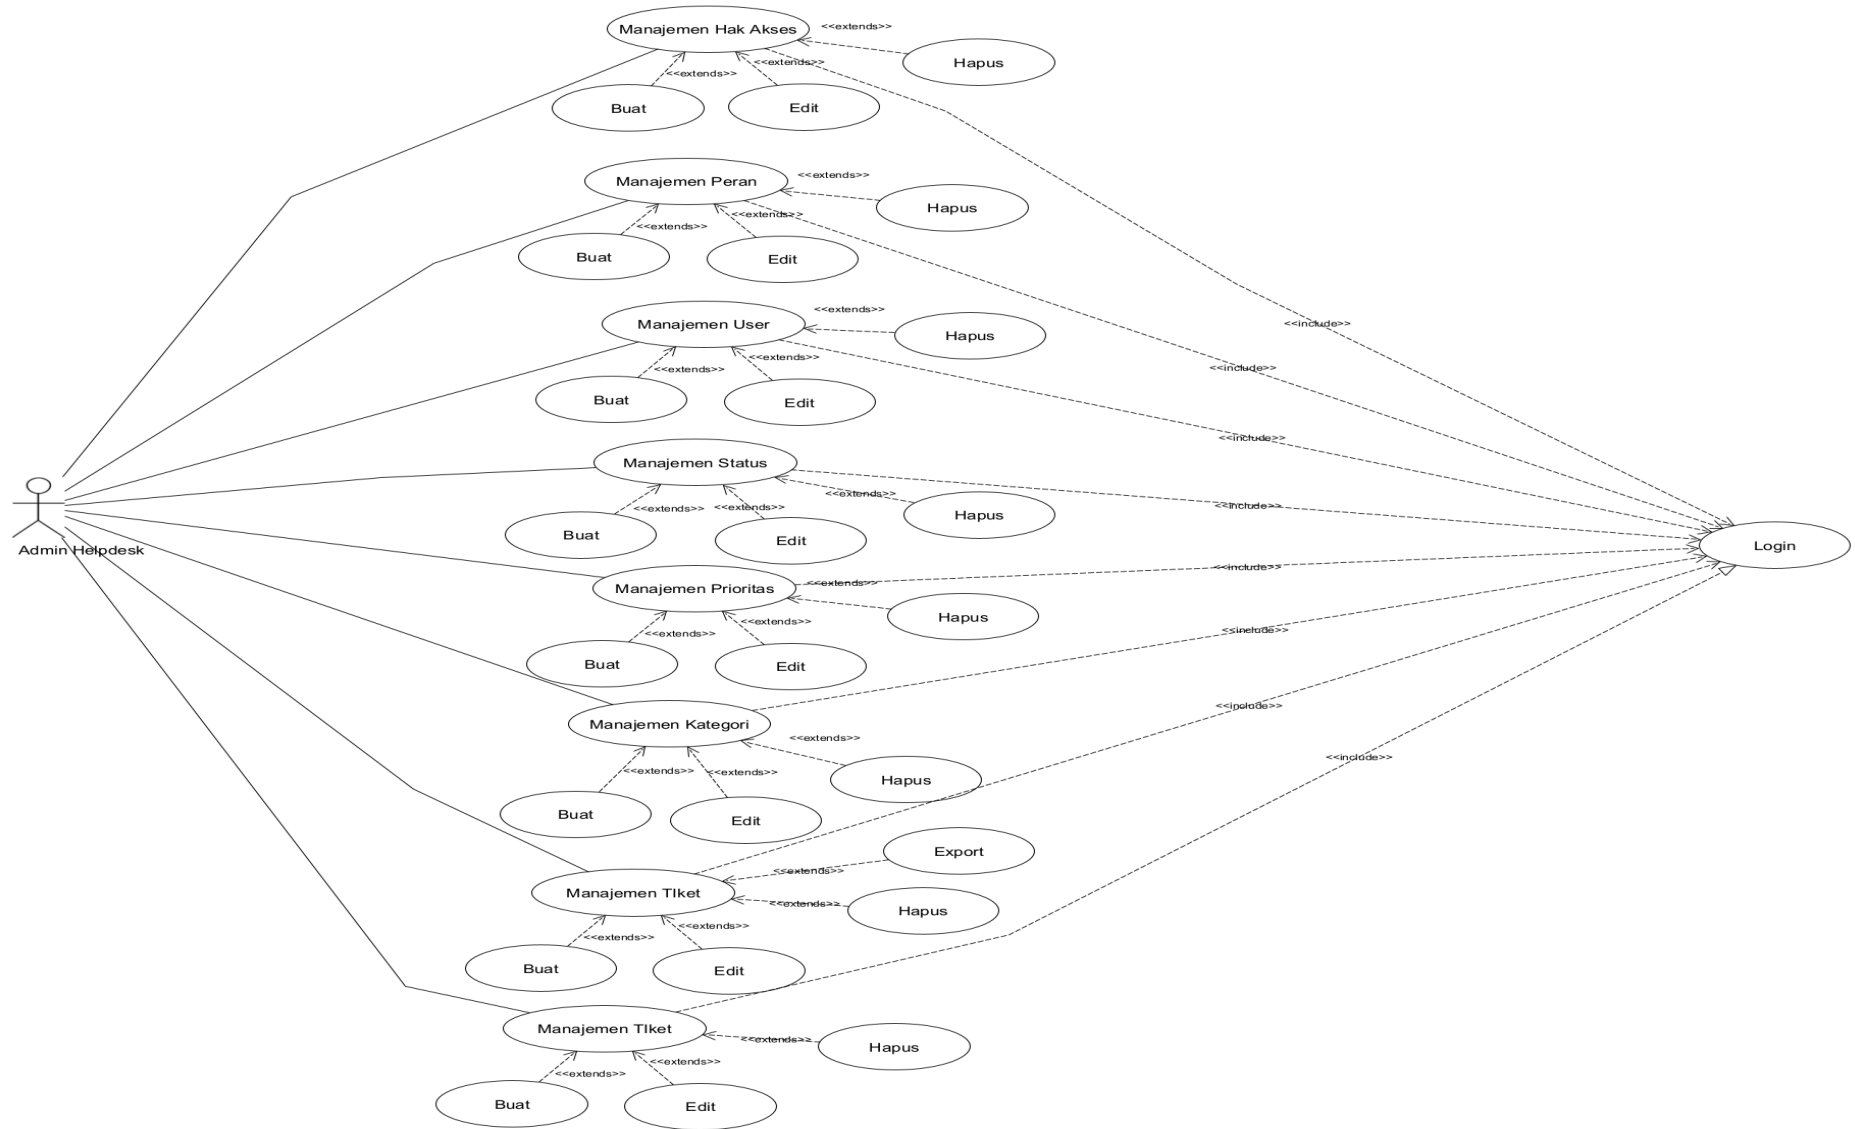 Manajemen Hak Akses
<<extends>>
Hapus
<<extends>>
<<extends>>
Buat
Edit
Manajemen Peran
<<extends>>
Hapus
<<extends>>
<<extends>>
Buat
Edit
Manajemen User
<<extends>>
Hapus
<<extends>>
<<extends>>
Buat
Edit
<<include>>
<<include>>
<<include>>
Manajemen Status
<<extends>>
Hapus
<<extends>>
<<extends>>
Buat
Edit
<<include>>
Admin Helpdesk
Login
Manajemen Prioritas
<<extends>>
<<include>>
Hapus
<<extends>>
<<extends>>
Buat
Edit
<<include>>
Manajemen Kategori
<<extends>>
Hapus
<<extends>>
<<extends>>
Buat
Edit
<<include>>
<<include>>
Export
Manajemen TIket
<<extends>>
<<extends>>
Hapus
<<extends>>
<<extends>>
Buat
Edit
Manajemen TIket
<<extends>>
Hapus
<<extends>>
<<extends>>
Buat
Edit